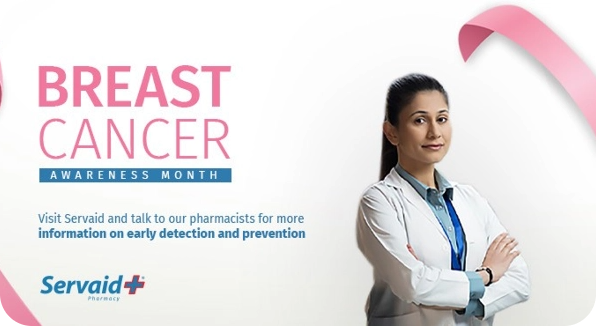 BREAST
CANCER
AWARENESS MONTH
Visit Servaid and talk to our pharmacists for more
information on early detection and prevention
Servaid
Pharmacy